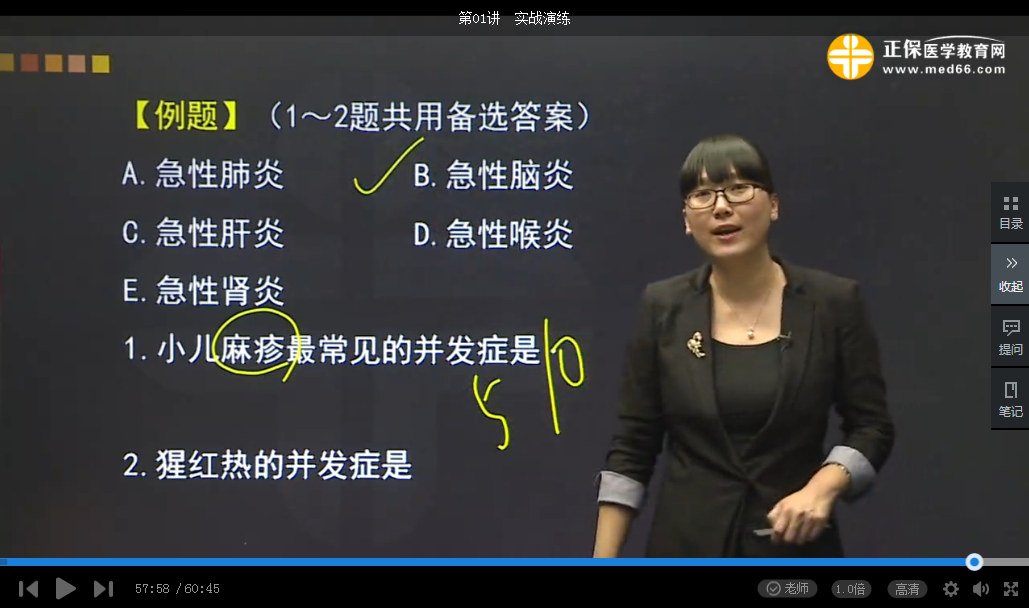 第01讲 实战演练
正保医学教育网
www.med66.com
【例题】（1～2题共用备选答案）
A.急性肺炎 B.急性脑炎
C.急性肝炎 D.急性喉炎
E.急性肾炎
1.小儿麻疹最常见的并发症是
10
5
2.猩红热的并发症是
目录
收起
提问
笔记
57:58 /60:45
老师 1.0倍 高清